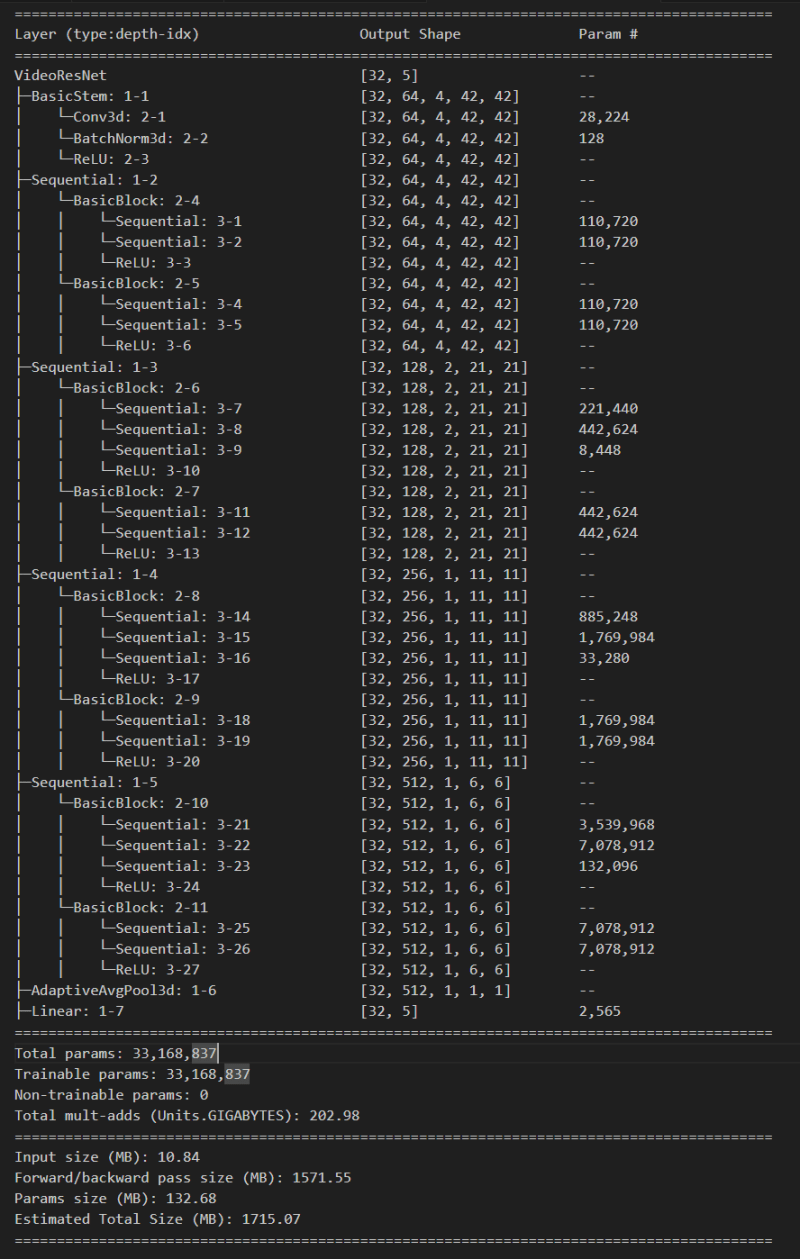 ==========================================================================================
Layer (type:depth-idx)                   Output Shape              Param #
==========================================================================================
VideoResNet                              [32, 5]                   --
├─BasicStem: 1-1                         [32, 64, 4, 42, 42]       --
│    └─Conv3d: 2-1                       [32, 64, 4, 42, 42]       28,224
│    └─BatchNorm3d: 2-2                  [32, 64, 4, 42, 42]       128
│    └─ReLU: 2-3                         [32, 64, 4, 42, 42]       --
├─Sequential: 1-2                        [32, 64, 4, 42, 42]       --
│    └─BasicBlock: 2-4                   [32, 64, 4, 42, 42]       --
│    │    └─Sequential: 3-1              [32, 64, 4, 42, 42]       110,720
│    │    └─Sequential: 3-2              [32, 64, 4, 42, 42]       110,720
│    │    └─ReLU: 3-3                    [32, 64, 4, 42, 42]       --
│    └─BasicBlock: 2-5                   [32, 64, 4, 42, 42]       --
│    │    └─Sequential: 3-4              [32, 64, 4, 42, 42]       110,720
│    │    └─Sequential: 3-5              [32, 64, 4, 42, 42]       110,720
│    │    └─ReLU: 3-6                    [32, 64, 4, 42, 42]       --
├─Sequential: 1-3                        [32, 128, 2, 21, 21]      --
│    └─BasicBlock: 2-6                   [32, 128, 2, 21, 21]      --
│    │    └─Sequential: 3-7              [32, 128, 2, 21, 21]      221,440
│    │    └─Sequential: 3-8              [32, 128, 2, 21, 21]      442,624
│    │    └─Sequential: 3-9              [32, 128, 2, 21, 21]      8,448
│    │    └─ReLU: 3-10                   [32, 128, 2, 21, 21]      --
│    └─BasicBlock: 2-7                   [32, 128, 2, 21, 21]      --
│    │    └─Sequential: 3-11             [32, 128, 2, 21, 21]      442,624
│    │    └─Sequential: 3-12             [32, 128, 2, 21, 21]      442,624
│    │    └─ReLU: 3-13                   [32, 128, 2, 21, 21]      --
├─Sequential: 1-4                        [32, 256, 1, 11, 11]      --
│    └─BasicBlock: 2-8                   [32, 256, 1, 11, 11]      --
│    │    └─Sequential: 3-14             [32, 256, 1, 11, 11]      885,248
│    │    └─Sequential: 3-15             [32, 256, 1, 11, 11]      1,769,984
│    │    └─Sequential: 3-16             [32, 256, 1, 11, 11]      33,280
│    │    └─ReLU: 3-17                   [32, 256, 1, 11, 11]      --
│    └─BasicBlock: 2-9                   [32, 256, 1, 11, 11]      --
│    │    └─Sequential: 3-18             [32, 256, 1, 11, 11]      1,769,984
│    │    └─Sequential: 3-19             [32, 256, 1, 11, 11]      1,769,984
│    │    └─ReLU: 3-20                   [32, 256, 1, 11, 11]      --
├─Sequential: 1-5                        [32, 512, 1, 6, 6]        --
│    └─BasicBlock: 2-10                  [32, 512, 1, 6, 6]        --
│    │    └─Sequential: 3-21             [32, 512, 1, 6, 6]        3,539,968
│    │    └─Sequential: 3-22             [32, 512, 1, 6, 6]        7,078,912
│    │    └─Sequential: 3-23             [32, 512, 1, 6, 6]        132,096
│    │    └─ReLU: 3-24                   [32, 512, 1, 6, 6]        --
│    └─BasicBlock: 2-11                  [32, 512, 1, 6, 6]        --
│    │    └─Sequential: 3-25             [32, 512, 1, 6, 6]        7,078,912
│    │    └─Sequential: 3-26             [32, 512, 1, 6, 6]        7,078,912
│    │    └─ReLU: 3-27                   [32, 512, 1, 6, 6]        --
├─AdaptiveAvgPool3d: 1-6                 [32, 512, 1, 1, 1]        --
├─Linear: 1-7                            [32, 5]                   2,565
==========================================================================================
Total params: 33,168,837
Trainable params: 33,168,837
Non-trainable params: 0
Total mult-adds (Units.GIGABYTES): 202.98
==========================================================================================
Input size (MB): 10.84
Forward/backward pass size (MB): 1571.55
Params size (MB): 132.68
Estimated Total Size (MB): 1715.07
==========================================================================================